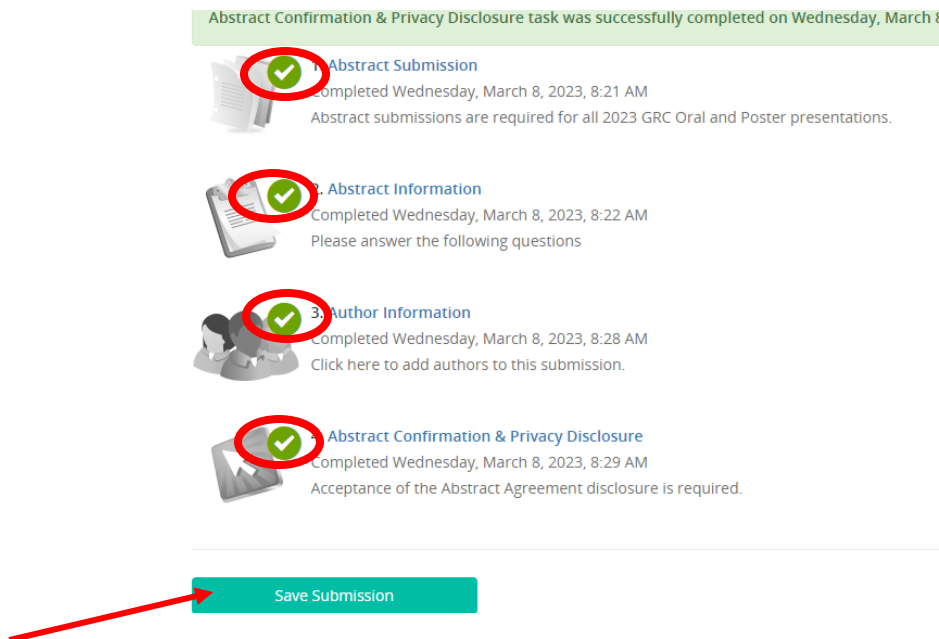 Abstract Confirmation & Privacy Disclosure task was successfully completed on Wednesday, March 8
1. Abstract Submission
Completed Wednesday, March 8, 2023, 8:21 AM
Abstract submissions are required for all 2023 GRC Oral and Poster presentations.
2. Abstract Information
Completed Wednesday, March 8, 2023, 8:22 AM
Please answer the following questions
3. Author Information
Completed Wednesday, March 8, 2023, 8:28 AM
Click here to add authors to this submission.
4. Abstract Confirmation & Privacy Disclosure
Completed Wednesday, March 8, 2023, 8:29 AM
Acceptance of the Abstract Agreement disclosure is required.
Save Submission